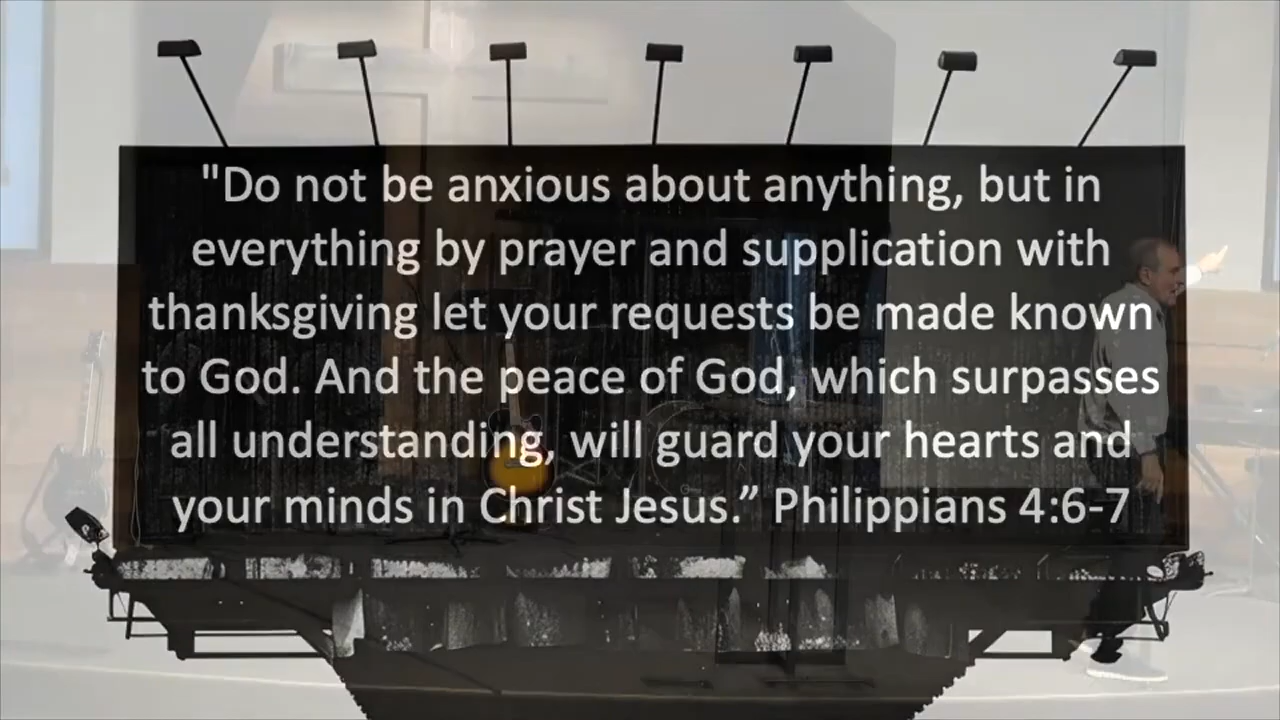 "Do not be anxious about anything, but in
everything by prayer and supplication with
thanksgiving let your requests be made known
to God. And the peace of God, which surpasses
all understanding, will guard your hearts and
your minds in Christ Jesus.” Philippians 4:6-7